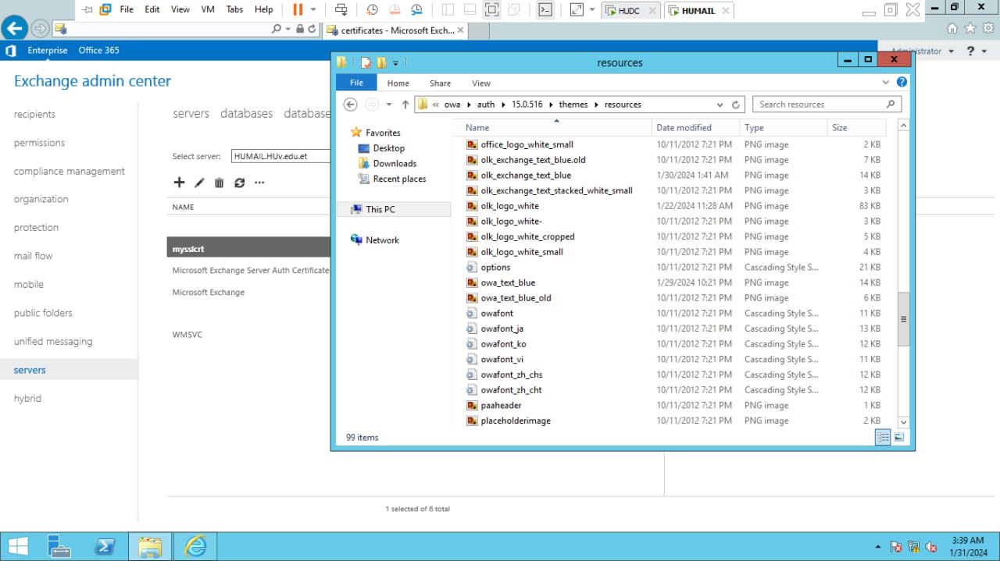 File Edit View VM Tabs Help HUDC HUMAIL
certificates - Microsoft Exch...
Enterprise Office 365 Administrator ?
Exchange admin center
recipients
permissions
compliance management
organization
protection
mail flow
mobile
public folders
unified messaging
servers
hybrid
servers databases database
Select server: HUMAIL.HUv.edu.et
NAME
mysslcrt
Microsoft Exchange Server Auth Certificate
Microsoft Exchange
WMSVC
1 selected of 6 total
resources
File Home Share View
« owa auth 15.0.516 themes resources Search resources
Favorites
Desktop
Downloads
Recent places
This PC
Network
Name Date modified Type Size
office_logo_white_small 10/11/2012 7:21 PM PNG image 2 KB
olk_exchange_text_blue.old 10/11/2012 7:21 PM PNG image 7 KB
olk_exchange_text_blue 1/30/2024 1:41 AM PNG image 14 KB
olk_exchange_text_stacked_white_small 10/11/2012 7:21 PM PNG image 3 KB
olk_logo_white 1/22/2024 11:28 AM PNG image 83 KB
olk_logo_white- 10/11/2012 7:21 PM PNG image 3 KB
olk_logo_white_cropped 10/11/2012 7:21 PM PNG image 5 KB
olk_logo_white_small 10/11/2012 7:21 PM PNG image 4 KB
options 10/11/2012 7:21 PM Cascading Style S... 21 KB
owa_text_blue 1/29/2024 10:21 PM PNG image 14 KB
owa_text_blue_old 10/11/2012 7:21 PM PNG image 6 KB
owafont 10/11/2012 7:21 PM Cascading Style S... 11 KB
owafont_ja 10/11/2012 7:21 PM Cascading Style S... 13 KB
owafont_ko 10/11/2012 7:21 PM Cascading Style S... 12 KB
owafont_vi 10/11/2012 7:21 PM Cascading Style S... 11 KB
owafont_zh_chs 10/11/2012 7:21 PM Cascading Style S... 12 KB
owafont_zh_cht 10/11/2012 7:21 PM Cascading Style S... 12 KB
paaheader 10/11/2012 7:21 PM PNG image 1 KB
placeholderimage 10/11/2012 7:21 PM PNG image 2 KB
99 items
3:39 AM
1/31/2024